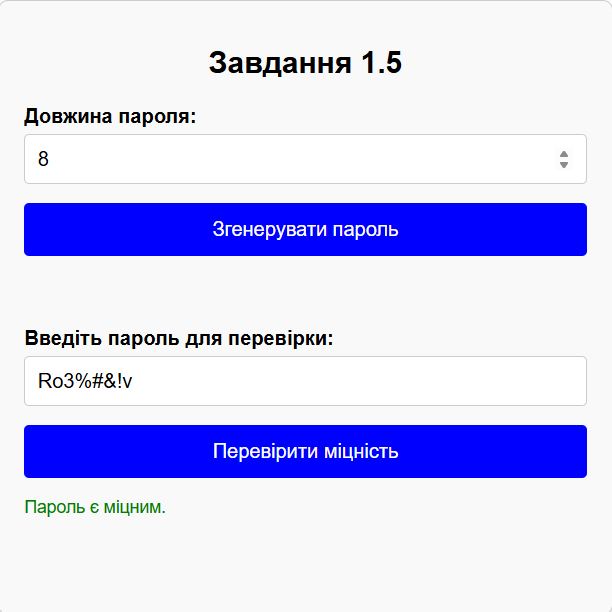 Завдання 1.5
Довжина пароля:
8
Згенерувати пароль
Введіть пароль для перевірки:
Ro3%#&!v
Перевірити міцність
Пароль є міцним.